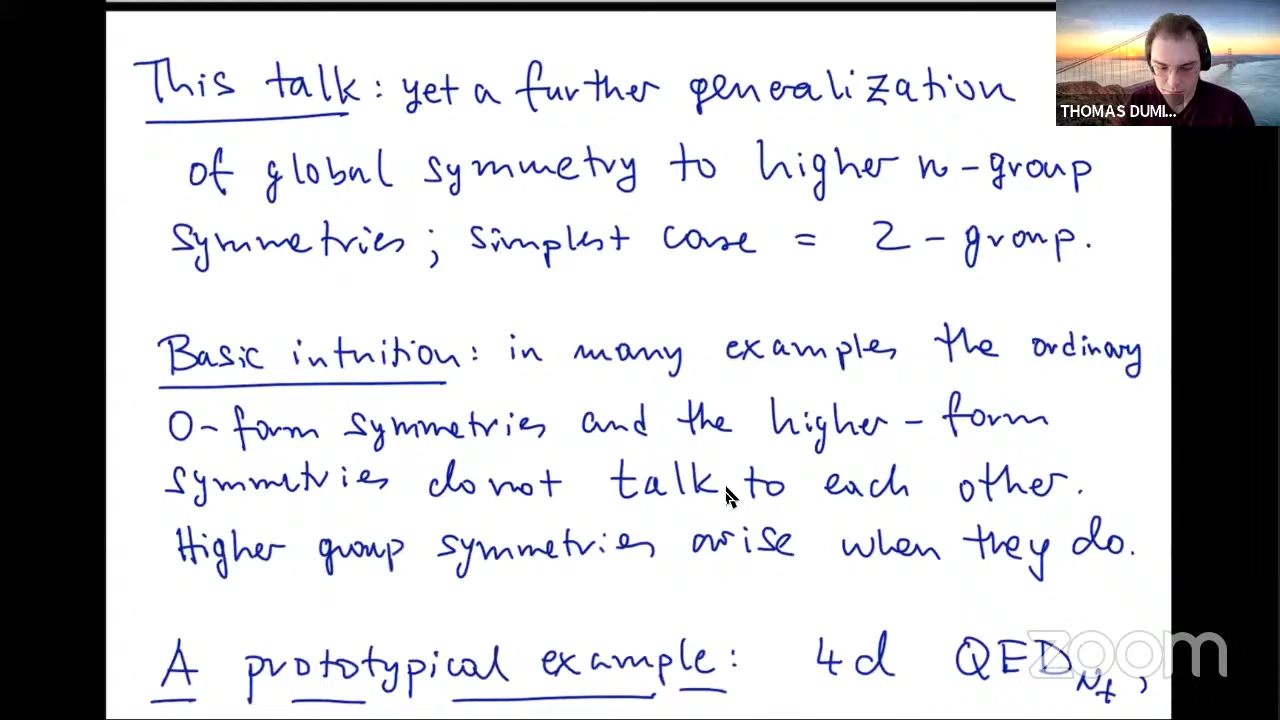 This talk: yet a further generalization
of global symmetry to higher n-group
symmetries; simplest case = 2-group.
Basic intuition: in many examples the ordinary
0-form symmetries and the higher-form
symmetries do not talk to each other.
Higher group symmetries arise when they do.
A prototypical example: 4d QED_Nf,
THOMAS DUMI...
zoom